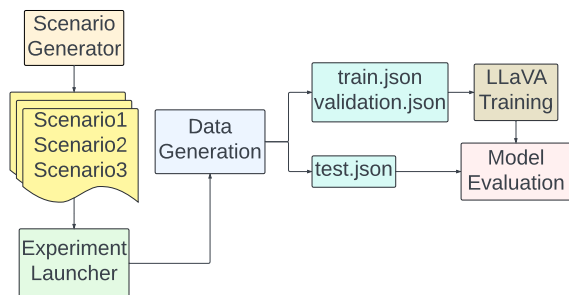 Scenario
Generator
Scenario1
Scenario2
Scenario3
Experiment
Launcher
Data
Generation
train.json
validation.json
test.json
LLaVA
Training
Model
Evaluation